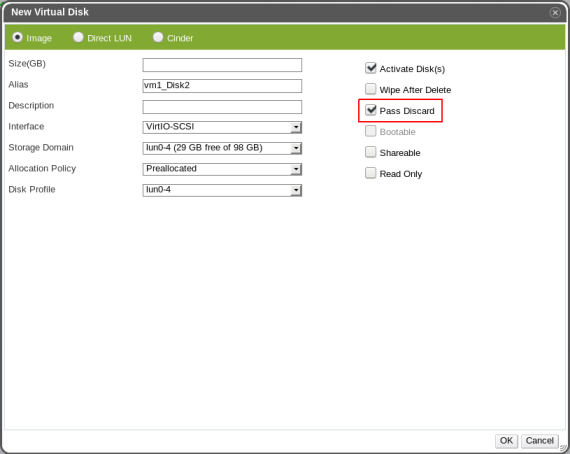 New Virtual Disk
Image Direct LUN Cinder
Size(GB)
Alias vm1_Disk2
Description
Interface VirtIO-SCSI
Storage Domain lun0-4 (29 GB free of 98 GB)
Allocation Policy Preallocated
Disk Profile lun0-4
Activate Disk(s)
Wipe After Delete
Pass Discard
Bootable
Shareable
Read Only
OK Cancel